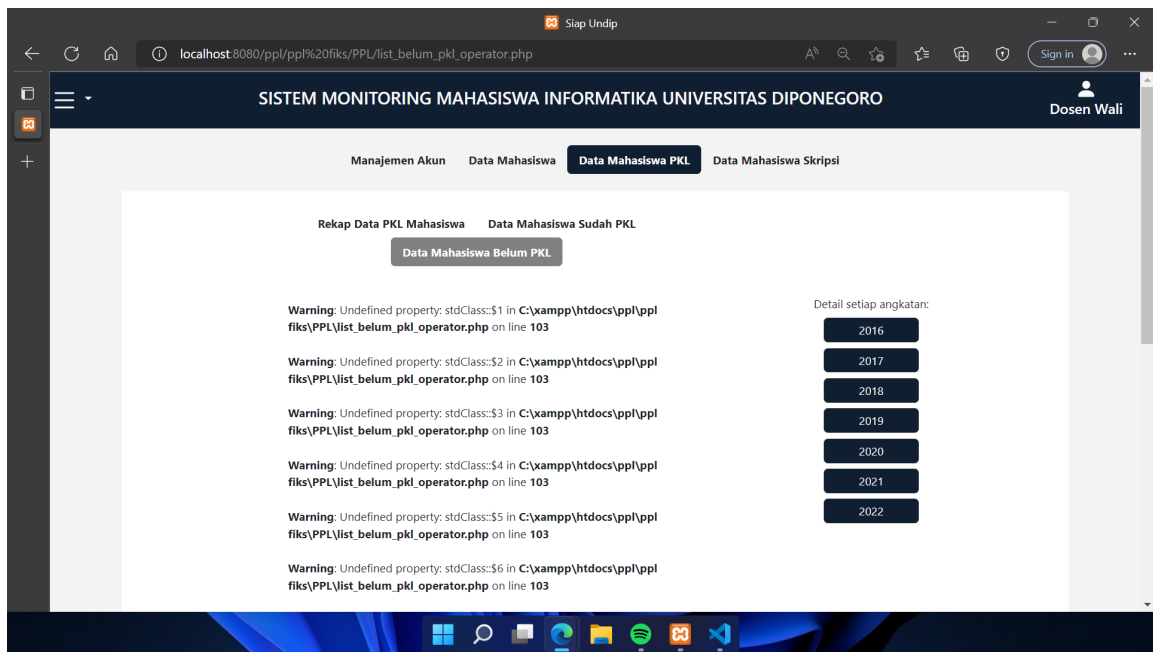 Siap Undip
localhost:8080/ppl/ppl%20fiks/PPL/list_belum_pkl_operator.php
Sign in
SISTEM MONITORING MAHASISWA INFORMATIKA UNIVERSITAS DIPONEGORO
Dosen Wali
Manajemen Akun Data Mahasiswa Data Mahasiswa PKL Data Mahasiswa Skripsi
Rekap Data PKL Mahasiswa Data Mahasiswa Sudah PKL
Data Mahasiswa Belum PKL
Warning: Undefined property: stdClass::$1 in C:\xampp\htdocs\ppl\ppl
fiks\PPL\list_belum_pkl_operator.php on line 103
Warning: Undefined property: stdClass::$2 in C:\xampp\htdocs\ppl\ppl
fiks\PPL\list_belum_pkl_operator.php on line 103
Warning: Undefined property: stdClass::$3 in C:\xampp\htdocs\ppl\ppl
fiks\PPL\list_belum_pkl_operator.php on line 103
Warning: Undefined property: stdClass::$4 in C:\xampp\htdocs\ppl\ppl
fiks\PPL\list_belum_pkl_operator.php on line 103
Warning: Undefined property: stdClass::$5 in C:\xampp\htdocs\ppl\ppl
fiks\PPL\list_belum_pkl_operator.php on line 103
Warning: Undefined property: stdClass::$6 in C:\xampp\htdocs\ppl\ppl
fiks\PPL\list_belum_pkl_operator.php on line 103
Detail setiap angkatan:
2016
2017
2018
2019
2020
2021
2022